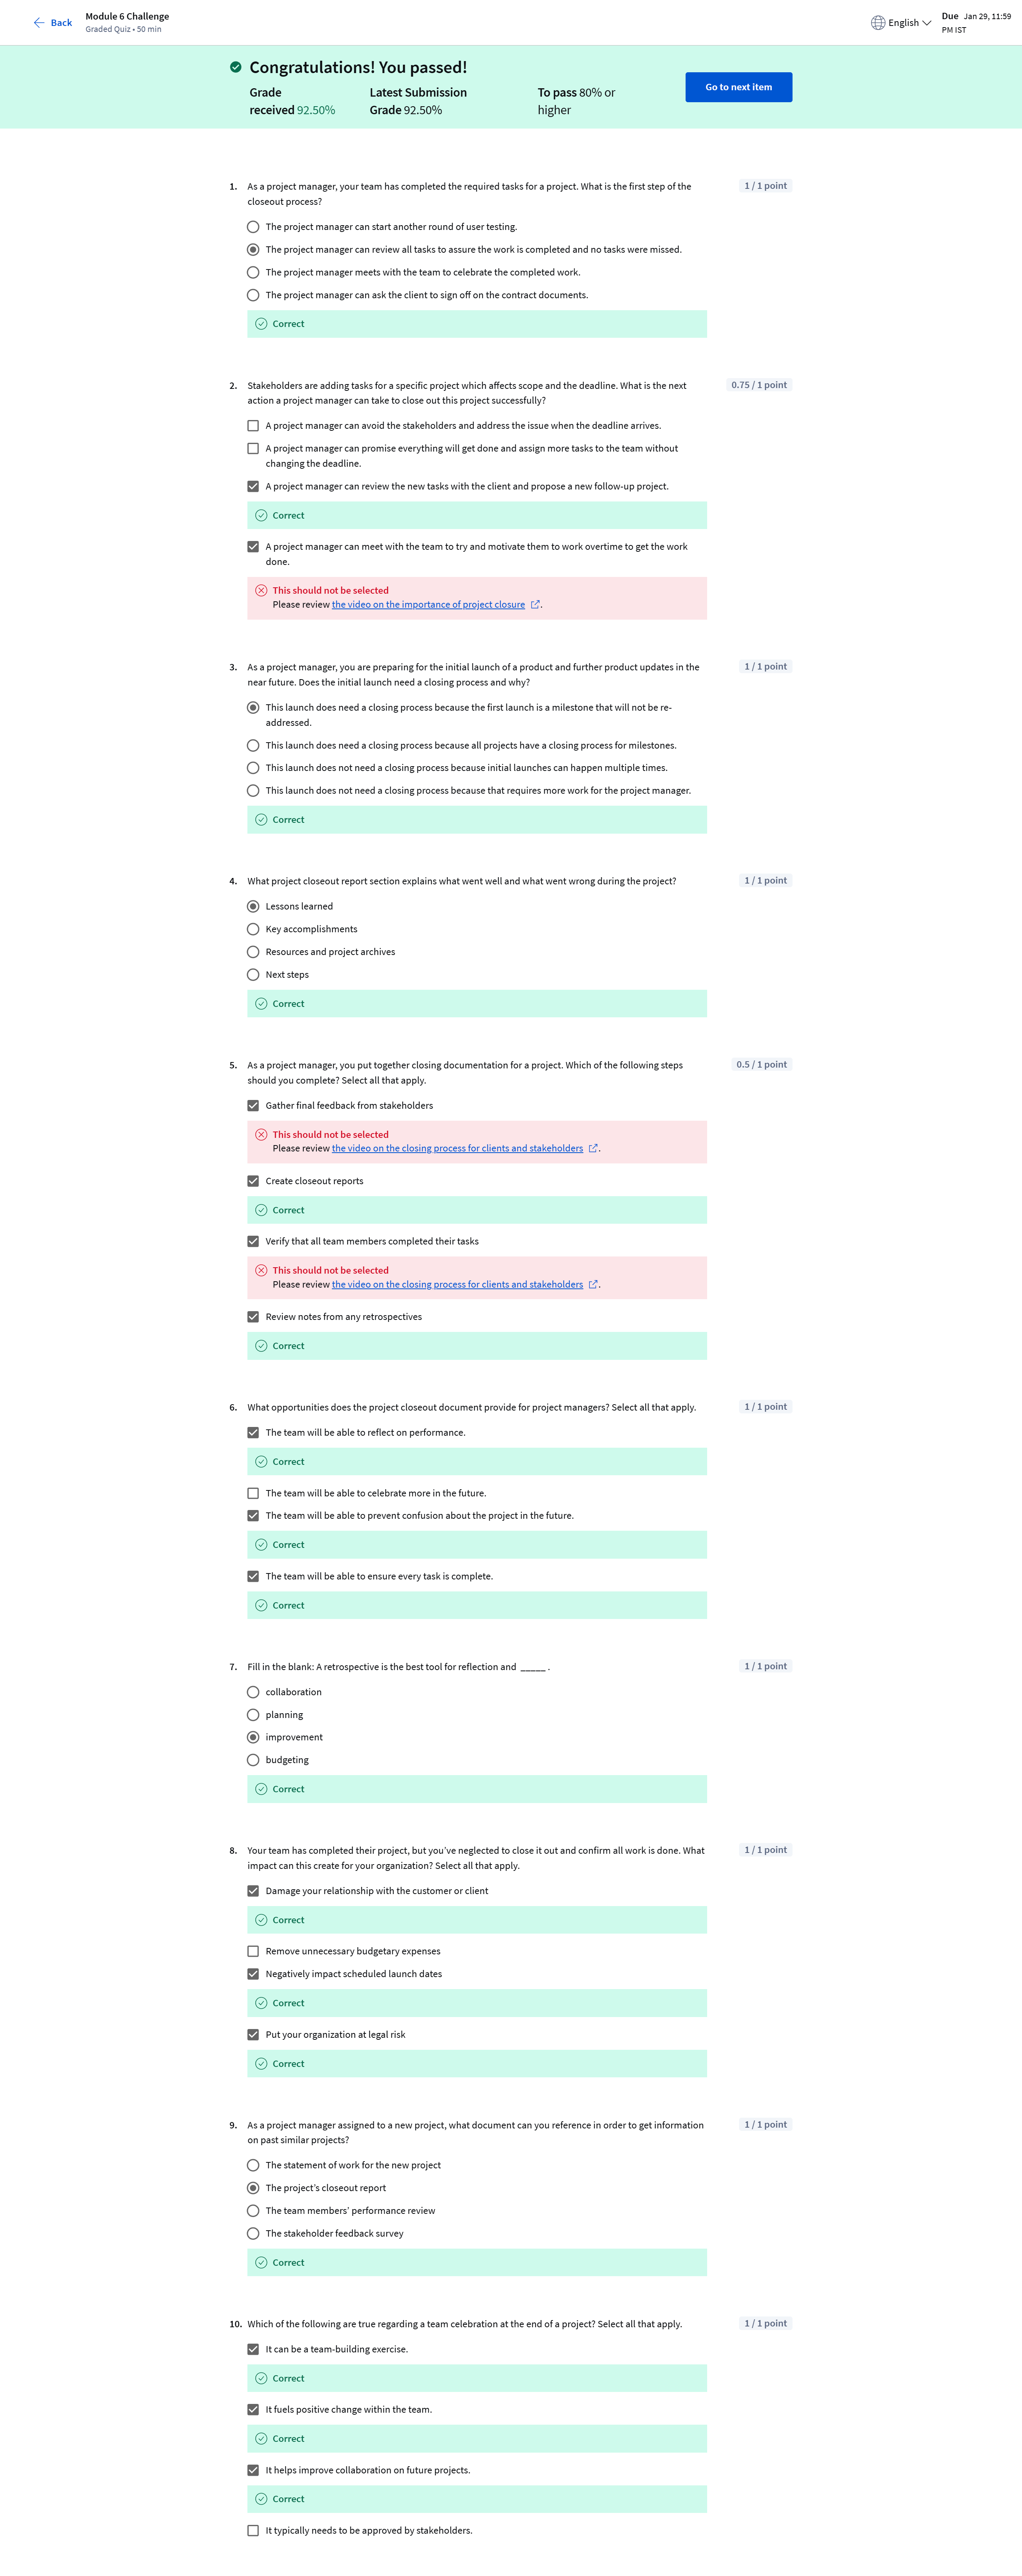 Back
Module 6 Challenge
Graded Quiz • 50 min
English
Due Jan 29, 11:59
PM IST
Congratulations! You passed!
Grade
received 92.50%
Latest Submission
Grade 92.50%
To pass 80% or
higher
Go to next item
1. As a project manager, your team has completed the required tasks for a project. What is the first step of the
closeout process?
1 / 1 point
The project manager can start another round of user testing.
The project manager can review all tasks to assure the work is completed and no tasks were missed.
The project manager meets with the team to celebrate the completed work.
The project manager can ask the client to sign off on the contract documents.
Correct
2. Stakeholders are adding tasks for a specific project which affects scope and the deadline. What is the next
action a project manager can take to close out this project successfully?
0.75 / 1 point
A project manager can avoid the stakeholders and address the issue when the deadline arrives.
A project manager can promise everything will get done and assign more tasks to the team without
changing the deadline.
A project manager can review the new tasks with the client and propose a new follow-up project.
Correct
A project manager can meet with the team to try and motivate them to work overtime to get the work
done.
This should not be selected
Please review the video on the importance of project closure.
3. As a project manager, you are preparing for the initial launch of a product and further product updates in the
near future. Does the initial launch need a closing process and why?
1 / 1 point
This launch does need a closing process because the first launch is a milestone that will not be re-
addressed.
This launch does need a closing process because all projects have a closing process for milestones.
This launch does not need a closing process because initial launches can happen multiple times.
This launch does not need a closing process because that requires more work for the project manager.
Correct
4. What project closeout report section explains what went well and what went wrong during the project?
1 / 1 point
Lessons learned
Key accomplishments
Resources and project archives
Next steps
Correct
5. As a project manager, you put together closing documentation for a project. Which of the following steps
should you complete? Select all that apply.
0.5 / 1 point
Gather final feedback from stakeholders
This should not be selected
Please review the video on the closing process for clients and stakeholders.
Create closeout reports
Correct
Verify that all team members completed their tasks
This should not be selected
Please review the video on the closing process for clients and stakeholders.
Review notes from any retrospectives
Correct
6. What opportunities does the project closeout document provide for project managers? Select all that apply.
1 / 1 point
The team will be able to reflect on performance.
Correct
The team will be able to celebrate more in the future.
The team will be able to prevent confusion about the project in the future.
Correct
The team will be able to ensure every task is complete.
Correct
7. Fill in the blank: A retrospective is the best tool for reflection and _____ .
1 / 1 point
collaboration
planning
improvement
budgeting
Correct
8. Your team has completed their project, but you’ve neglected to close it out and confirm all work is done. What
impact can this create for your organization? Select all that apply.
1 / 1 point
Damage your relationship with the customer or client
Correct
Remove unnecessary budgetary expenses
Negatively impact scheduled launch dates
Correct
Put your organization at legal risk
Correct
9. As a project manager assigned to a new project, what document can you reference in order to get information
on past similar projects?
1 / 1 point
The statement of work for the new project
The project’s closeout report
The team members’ performance review
The stakeholder feedback survey
Correct
10. Which of the following are true regarding a team celebration at the end of a project? Select all that apply.
1 / 1 point
It can be a team-building exercise.
Correct
It fuels positive change within the team.
Correct
It helps improve collaboration on future projects.
Correct
It typically needs to be approved by stakeholders.